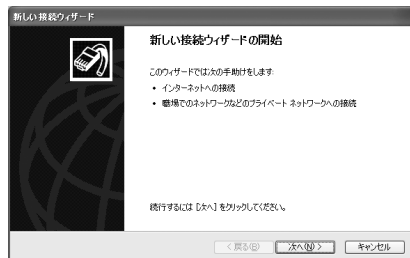 新しい接続ウィザード
新しい接続ウィザードの開始
このウィザードでは次の手助けをします:
• インターネットへの接続
• 職場でのネットワークなどのプライベート ネットワークへの接続
続行するには [次へ] をクリックしてください。
< 戻る(B)
次へ(N) >
キャンセル